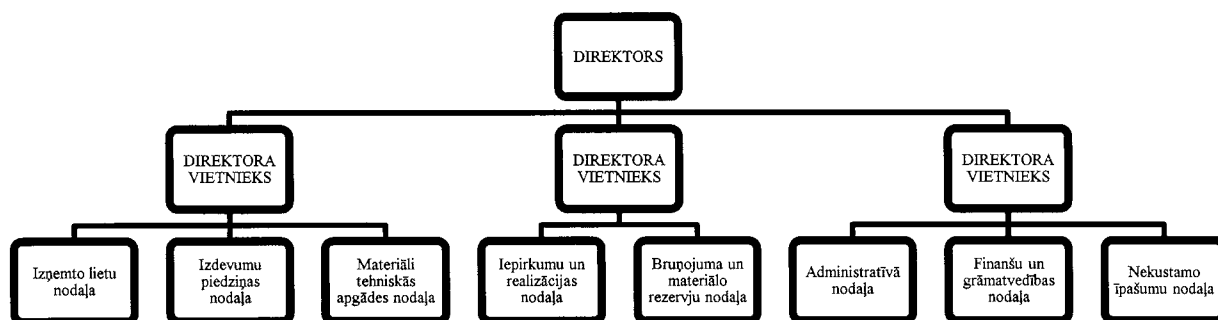 DIREKTORS
DIREKTORA
VIETNIEKS
DIREKTORA
VIETNIEKS
DIREKTORA
VIETNIEKS
Izņemto lietu
nodaļa
Izdevumu
piedziņas
nodaļa
Materiāli
tehniskās
apgādes nodaļa
Iepirkumu un
realizācijas
nodaļa
Bruņojuma un
materiālo
rezervju nodaļa
Administratīvā
nodaļa
Finanšu un
grāmatvedības
nodaļa
Nekustamo
īpašumu nodaļa